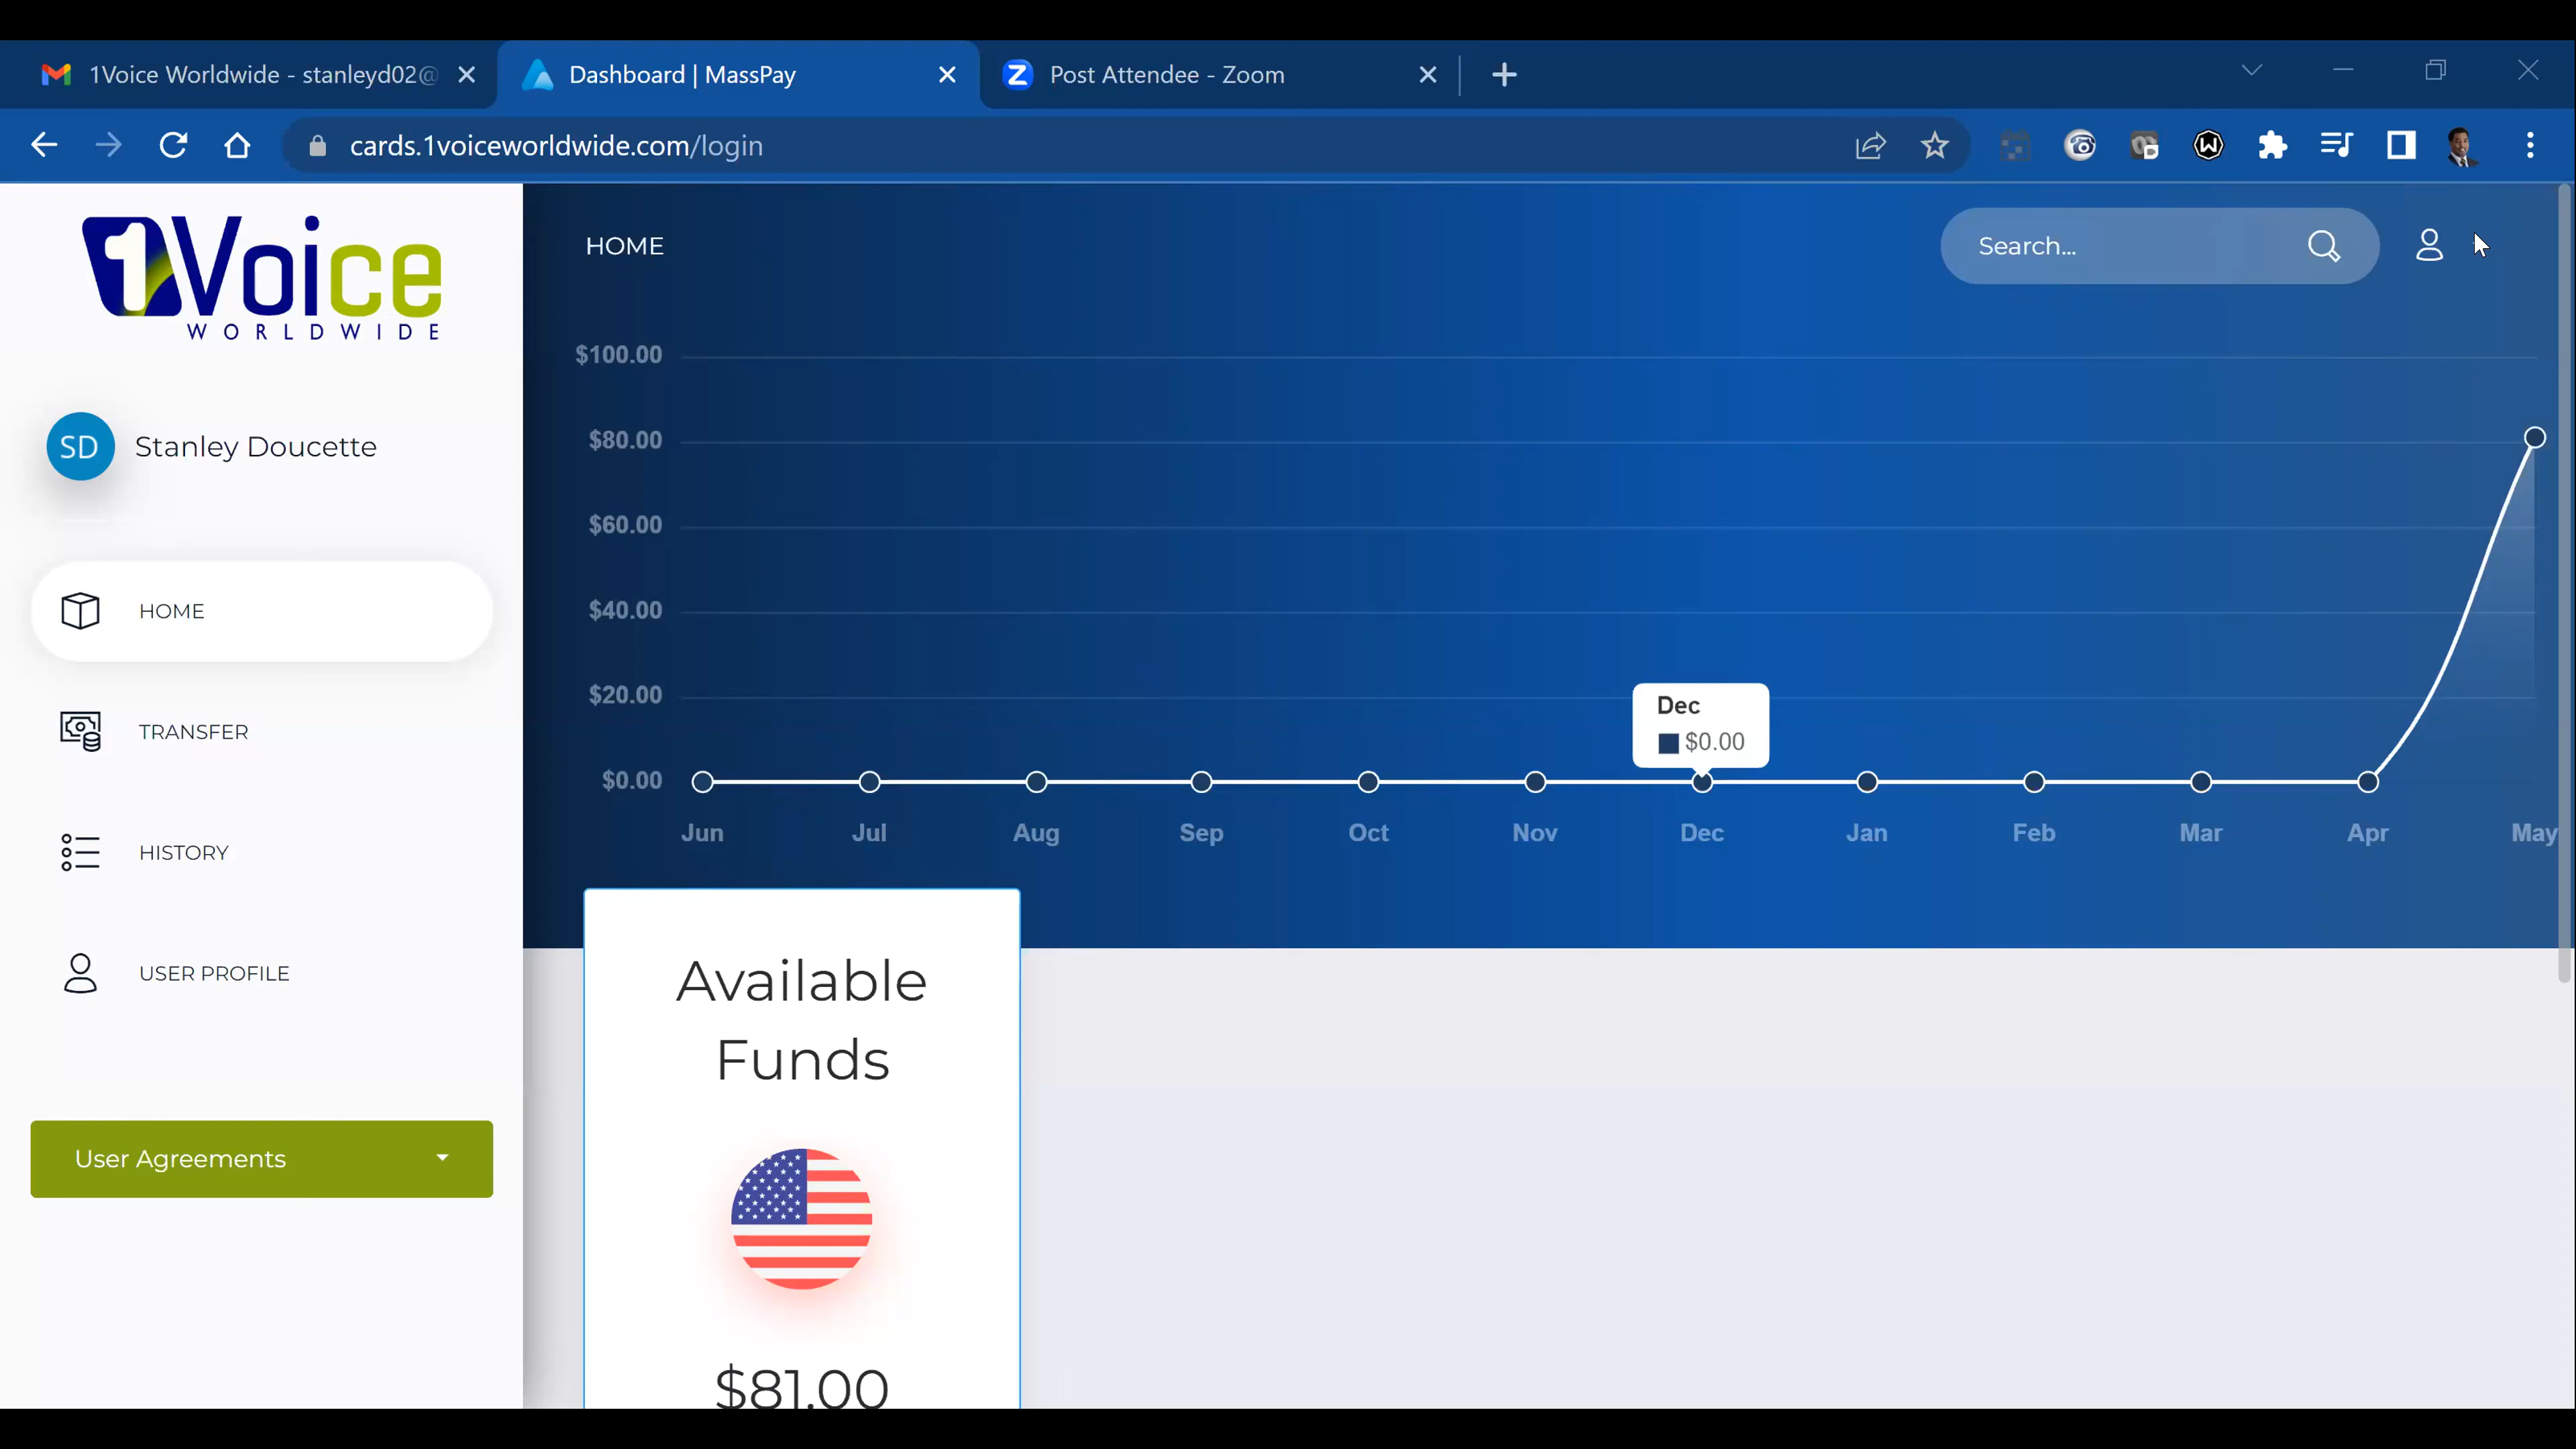 1Voice Worldwide - stanleyd02@
Dashboard | MassPay
Post Attendee - Zoom
cards.1voiceworldwide.com/login
1Voice
WORLDWIDE
HOME
Search...
SD
Stanley Doucette
HOME
TRANSFER
HISTORY
USER PROFILE
User Agreements
$100.00
$80.00
$60.00
$40.00
$20.00
$0.00
Dec
$0.00
Jun Jul Aug Sep Oct Nov Dec Jan Feb Mar Apr May
Available
Funds
$81.00